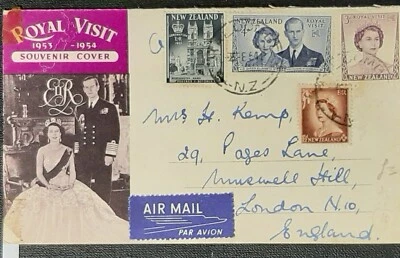 ROYAL VISIT
1953 - 1954
SOUVENIR COVER
NEW ZEALAND
NEW ZEALAND ROYAL VISIT
NEW ZEALAND
N.Z.
NEW ZEALAND
Mrs H. Kemp,
29, Pages Lane,
Muswell Hill,
London N.10,
England.
AIR MAIL
PAR AVION